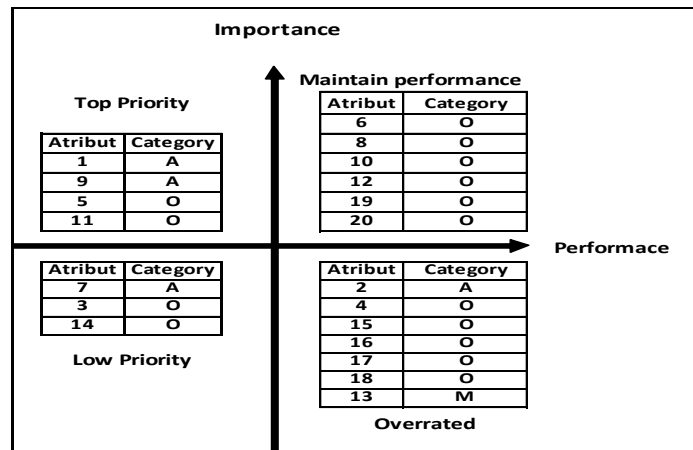 Importance
Maintain performance
Top Priority
Atribut Category
6 O
8 O
10 O
12 O
19 O
20 O
Atribut Category
1 A
9 A
5 O
11 O
Performace
Atribut Category
7 A
3 O
14 O
Low Priority
Atribut Category
2 A
4 O
15 O
16 O
17 O
18 O
13 M
Overrated